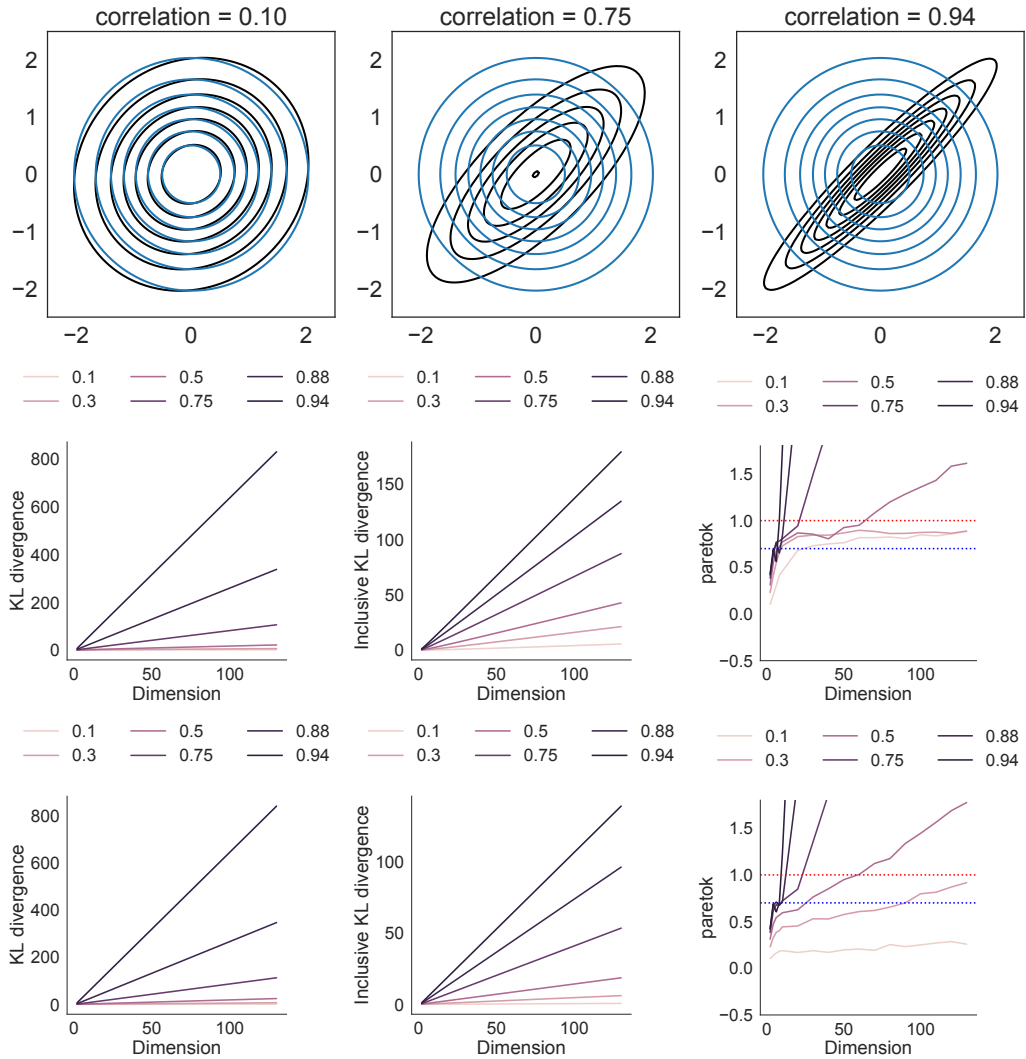 correlation = 0.10
correlation = 0.75
correlation = 0.94
2
1
0
−1
−2
−2 0 2
2
1
0
−1
−2
−2 0 2
2
1
0
−1
−2
−2 0 2
0.1 0.5 0.88
0.3 0.75 0.94
0.1 0.5 0.88
0.3 0.75 0.94
0.1 0.5 0.88
0.3 0.75 0.94
KL divergence
800
600
400
200
0
0 50 100
Dimension
Inclusive KL divergence
150
100
50
0
0 50 100
Dimension
paretok
1.5
1.0
0.5
0.0
−0.5
0 50 100
Dimension
0.1 0.5 0.88
0.3 0.75 0.94
0.1 0.5 0.88
0.3 0.75 0.94
0.1 0.5 0.88
0.3 0.75 0.94
KL divergence
800
600
400
200
0
0 50 100
Dimension
Inclusive KL divergence
100
50
0
0 50 100
Dimension
paretok
1.5
1.0
0.5
0.0
−0.5
0 50 100
Dimension